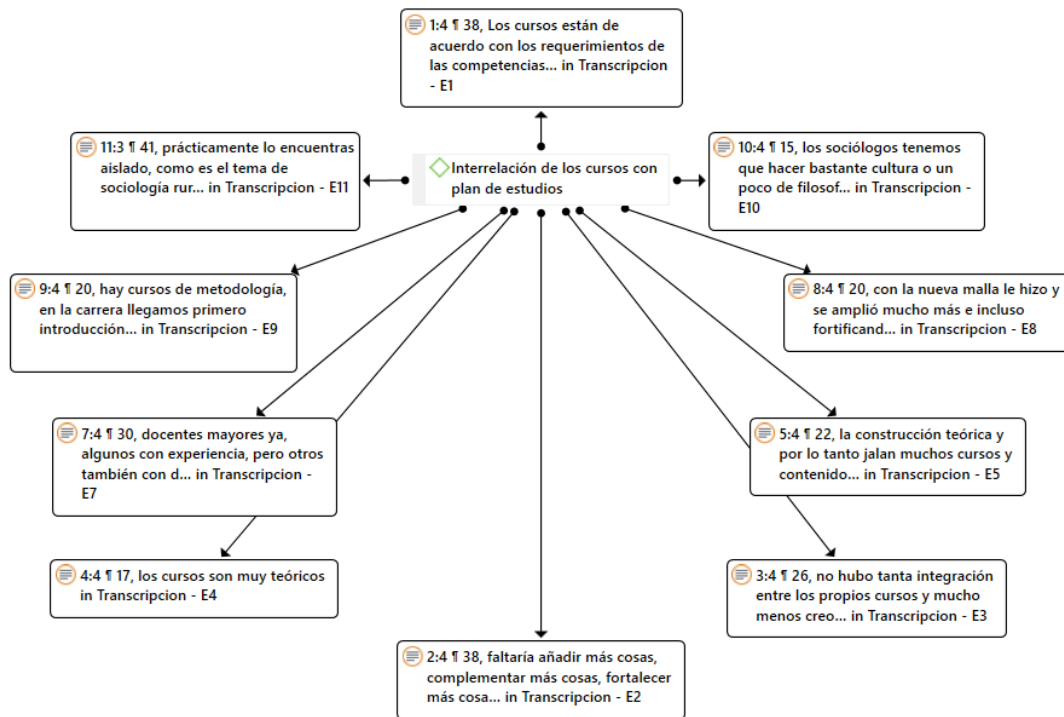 1:4 ¶ 38, Los cursos están de
acuerdo con los requerimientos de
las competencias... in Transcripcion
- E1
11:3 ¶ 41, prácticamente lo encuentras
aislado, como es el tema de
sociología rur... in Transcripcion - E11
Interrelación de los cursos con
plan de estudios
10:4 ¶ 15, los sociólogos tenemos
que hacer bastante cultura o un
poco de filosof... in Transcripcion -
E10
9:4 ¶ 20, hay cursos de metodología,
en la carrera llegamos primero
introducción... in Transcripcion - E9
8:4 ¶ 20, con la nueva malla le hizo y
se amplió mucho más e incluso
fortificand... in Transcripcion - E8
7:4 ¶ 30, docentes mayores ya,
algunos con experiencia, pero otros
también con d... in Transcripcion -
E7
5:4 ¶ 22, la construcción teórica y
por lo tanto jalan muchos cursos y
contenido... in Transcripcion - E5
4:4 ¶ 17, los cursos son muy teóricos
in Transcripcion - E4
3:4 ¶ 26, no hubo tanta integración
entre los propios cursos y mucho
menos creo... in Transcripcion - E3
2:4 ¶ 38, faltaría añadir más cosas,
complementar más cosas, fortalecer
más cosa... in Transcripcion - E2